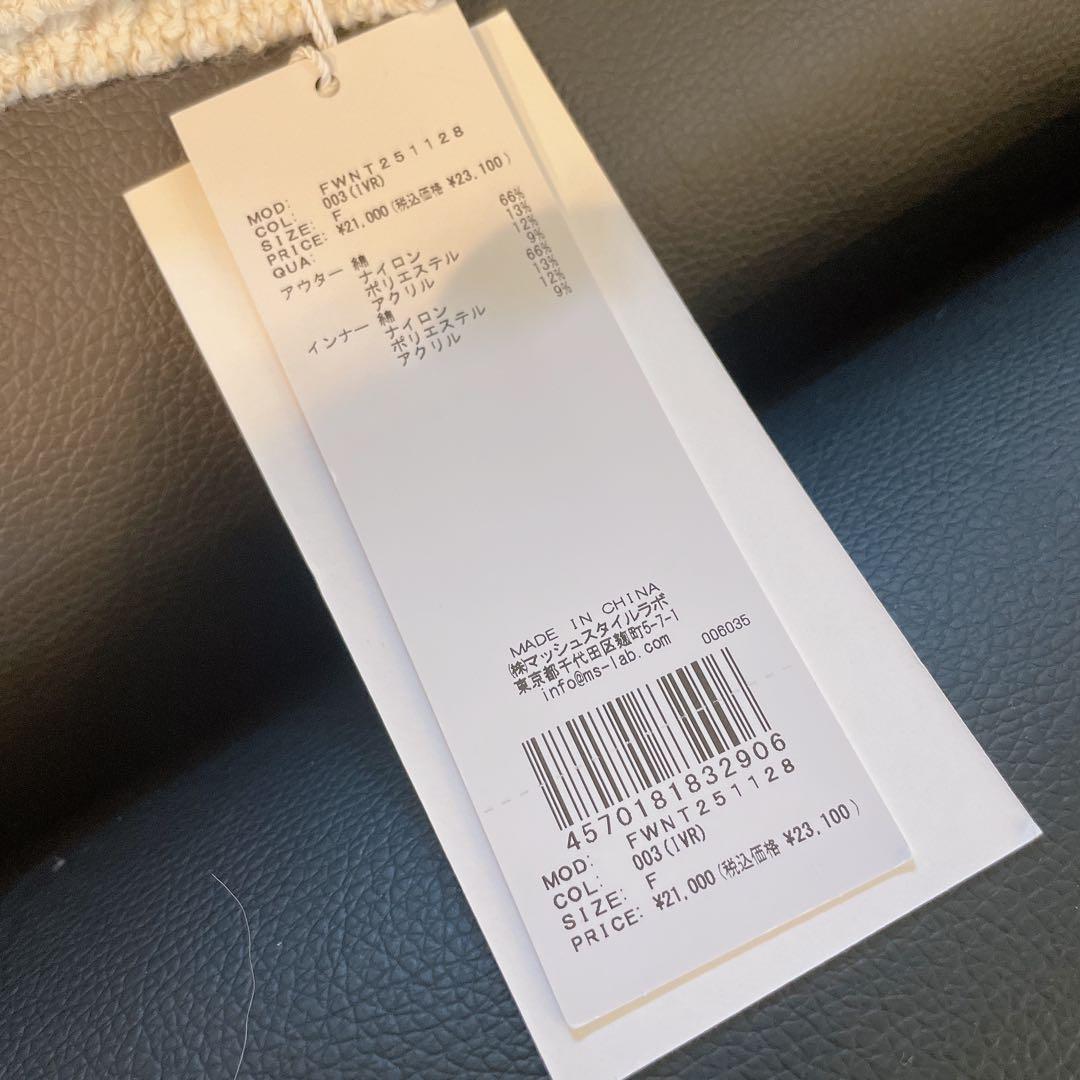 MOD: FWNT251128
COL: 003(IVR)
SIZE: F
PRICE: ¥21,000(税込価格 ¥23,100)
QUA:
アウター 綿 66%
ナイロン 13%
ポリエステル 12%
アクリル 9%
インナー 綿 66%
ナイロン 13%
ポリエステル 12%
アクリル 9%
MADE IN CHINA
㈱マッシュスタイルラボ
東京都千代田区麹町5-7-1
info@ms-lab.com 006035
4570181832906
MOD: FWNT251128
COL: 003(IVR)
SIZE: F
PRICE: ¥21,000(税込価格 ¥23,100)